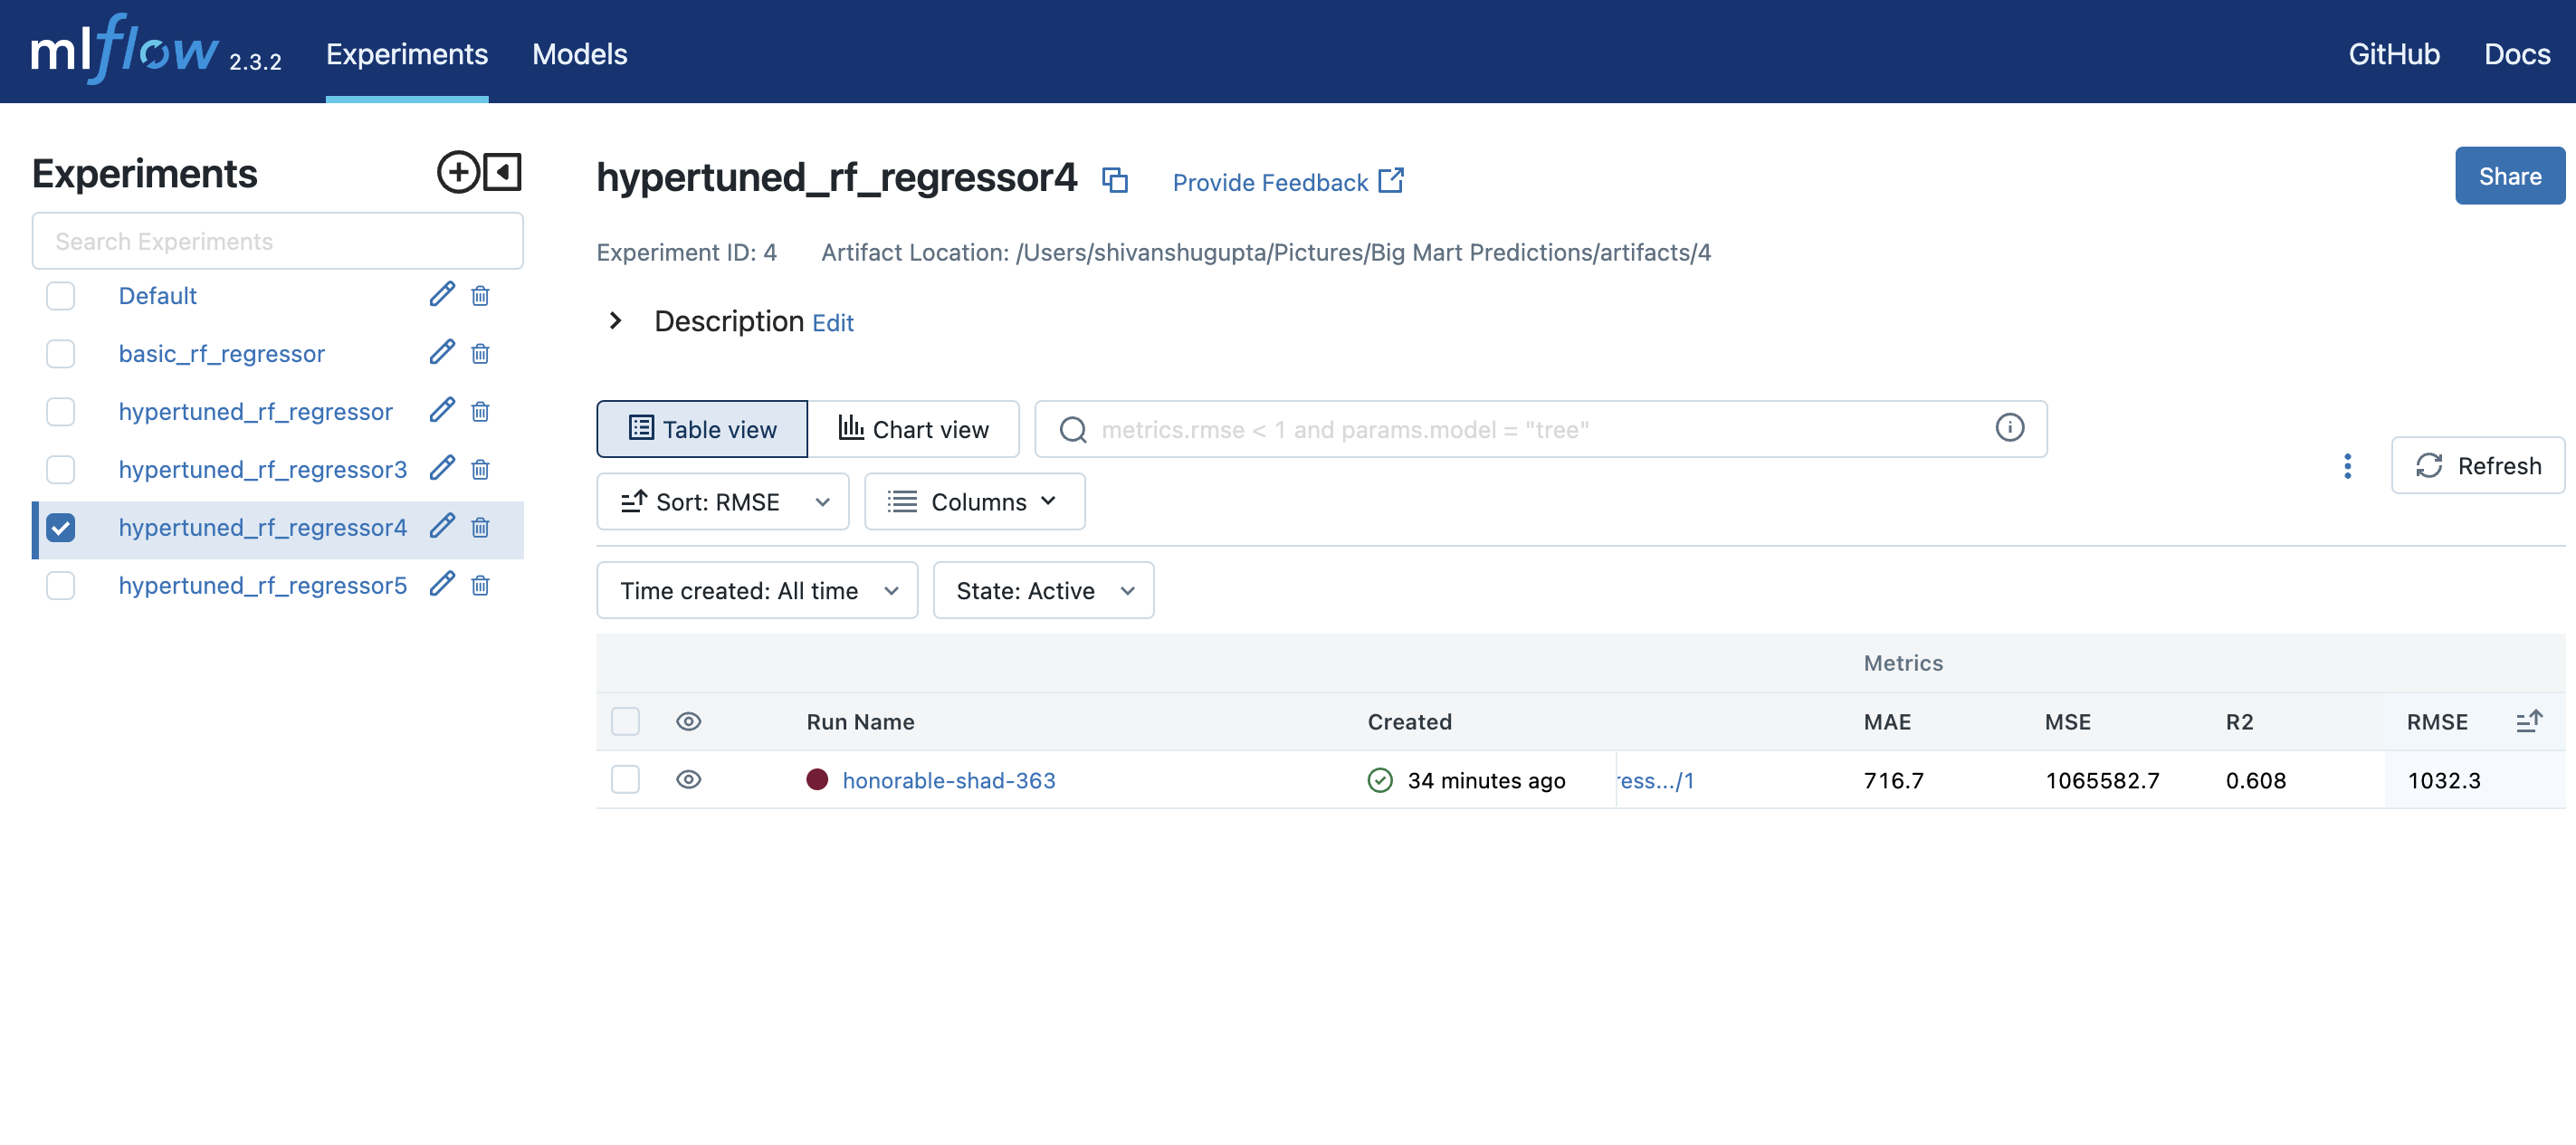 mlflow 2.3.2 Experiments Models GitHub Docs
Experiments
Search Experiments
Default
basic_rf_regressor
hypertuned_rf_regressor
hypertuned_rf_regressor3
hypertuned_rf_regressor4
hypertuned_rf_regressor5
hypertuned_rf_regressor4 Provide Feedback Share
Experiment ID: 4 Artifact Location: /Users/shivanshugupta/Pictures/Big Mart Predictions/artifacts/4
Description Edit
Table view Chart view metrics.rmse < 1 and params.model = "tree"
Refresh
Sort: RMSE Columns
Time created: All time State: Active
Metrics
Run Name Created MAE MSE R2 RMSE
honorable-shad-363 34 minutes ago ress.../1 716.7 1065582.7 0.608 1032.3